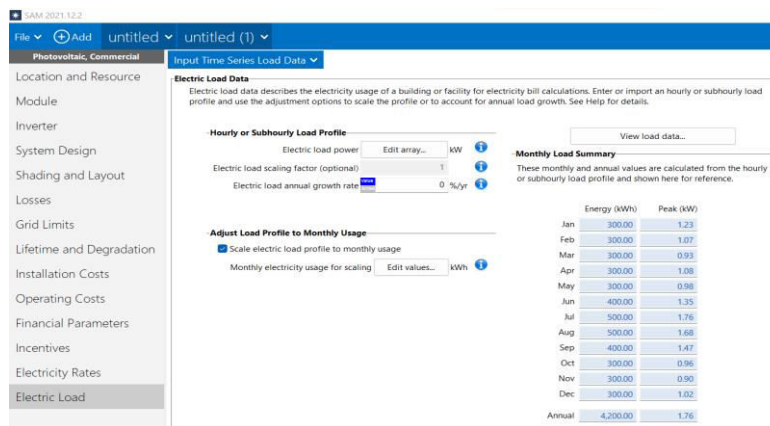 SAM 2021.12.2
File Add untitled untitled (1)
Photovoltaic, Commercial
Input Time Series Load Data
Location and Resource
Module
Inverter
System Design
Shading and Layout
Losses
Grid Limits
Lifetime and Degradation
Installation Costs
Operating Costs
Financial Parameters
Incentives
Electricity Rates
Electric Load
Electric Load Data
Electric load data describes the electricity usage of a building or facility for electricity bill calculations. Enter or import an hourly or subhourly load
profile and use the adjustment options to scale the profile or to account for annual load growth. See Help for details.
Hourly or Subhourly Load Profile
Electric load power Edit array... kW
Electric load scaling factor (optional) 1
Electric load annual growth rate 0 %/yr
Adjust Load Profile to Monthly Usage
Scale electric load profile to monthly usage
Monthly electricity usage for scaling Edit values... kWh
View load data...
Monthly Load Summary
These monthly and annual values are calculated from the hourly
or subhourly load profile and shown here for reference.
Energy (kWh) Peak (kW)
Jan 300.00 1.23
Feb 300.00 1.07
Mar 300.00 0.93
Apr 300.00 1.08
May 300.00 0.98
Jun 400.00 1.35
Jul 500.00 1.76
Aug 500.00 1.68
Sep 400.00 1.47
Oct 300.00 0.96
Nov 300.00 0.90
Dec 300.00 1.02
Annual 4,200.00 1.76